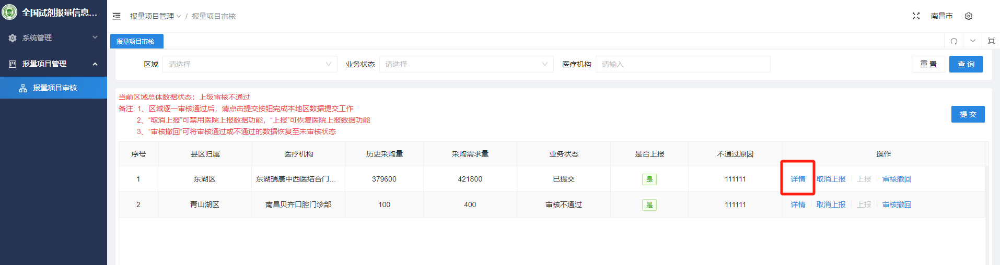 全国试剂报量信息...
系统管理
报量项目管理
报量项目审核
报量项目管理 / 报量项目审核
南昌市
报量项目审核
区域 请选择 业务状态 请选择 医疗机构 请输入 重 置 查 询
当前区域总体数据状态：上级审核不通过
备注: 1、区域逐一审核通过后，请点击提交按钮完成本地区数据提交工作
2、“取消上报”可禁用医院上报数据功能，“上报”可恢复医院上报数据功能
3、“审核撤回”可将审核通过或不通过的数据恢复至未审核状态
提 交
序号 县区归属 医疗机构 历史采购量 采购需求量 业务状态 是否上报 不通过原因 操作
1 东湖区 东湖瑞康中西医结合门... 379600 421800 已提交 是 111111 详情 取消上报 上报 审核撤回
2 青山湖区 南昌贝齐口腔门诊部 100 400 审核不通过 是 111111 详情 取消上报 上报 审核撤回